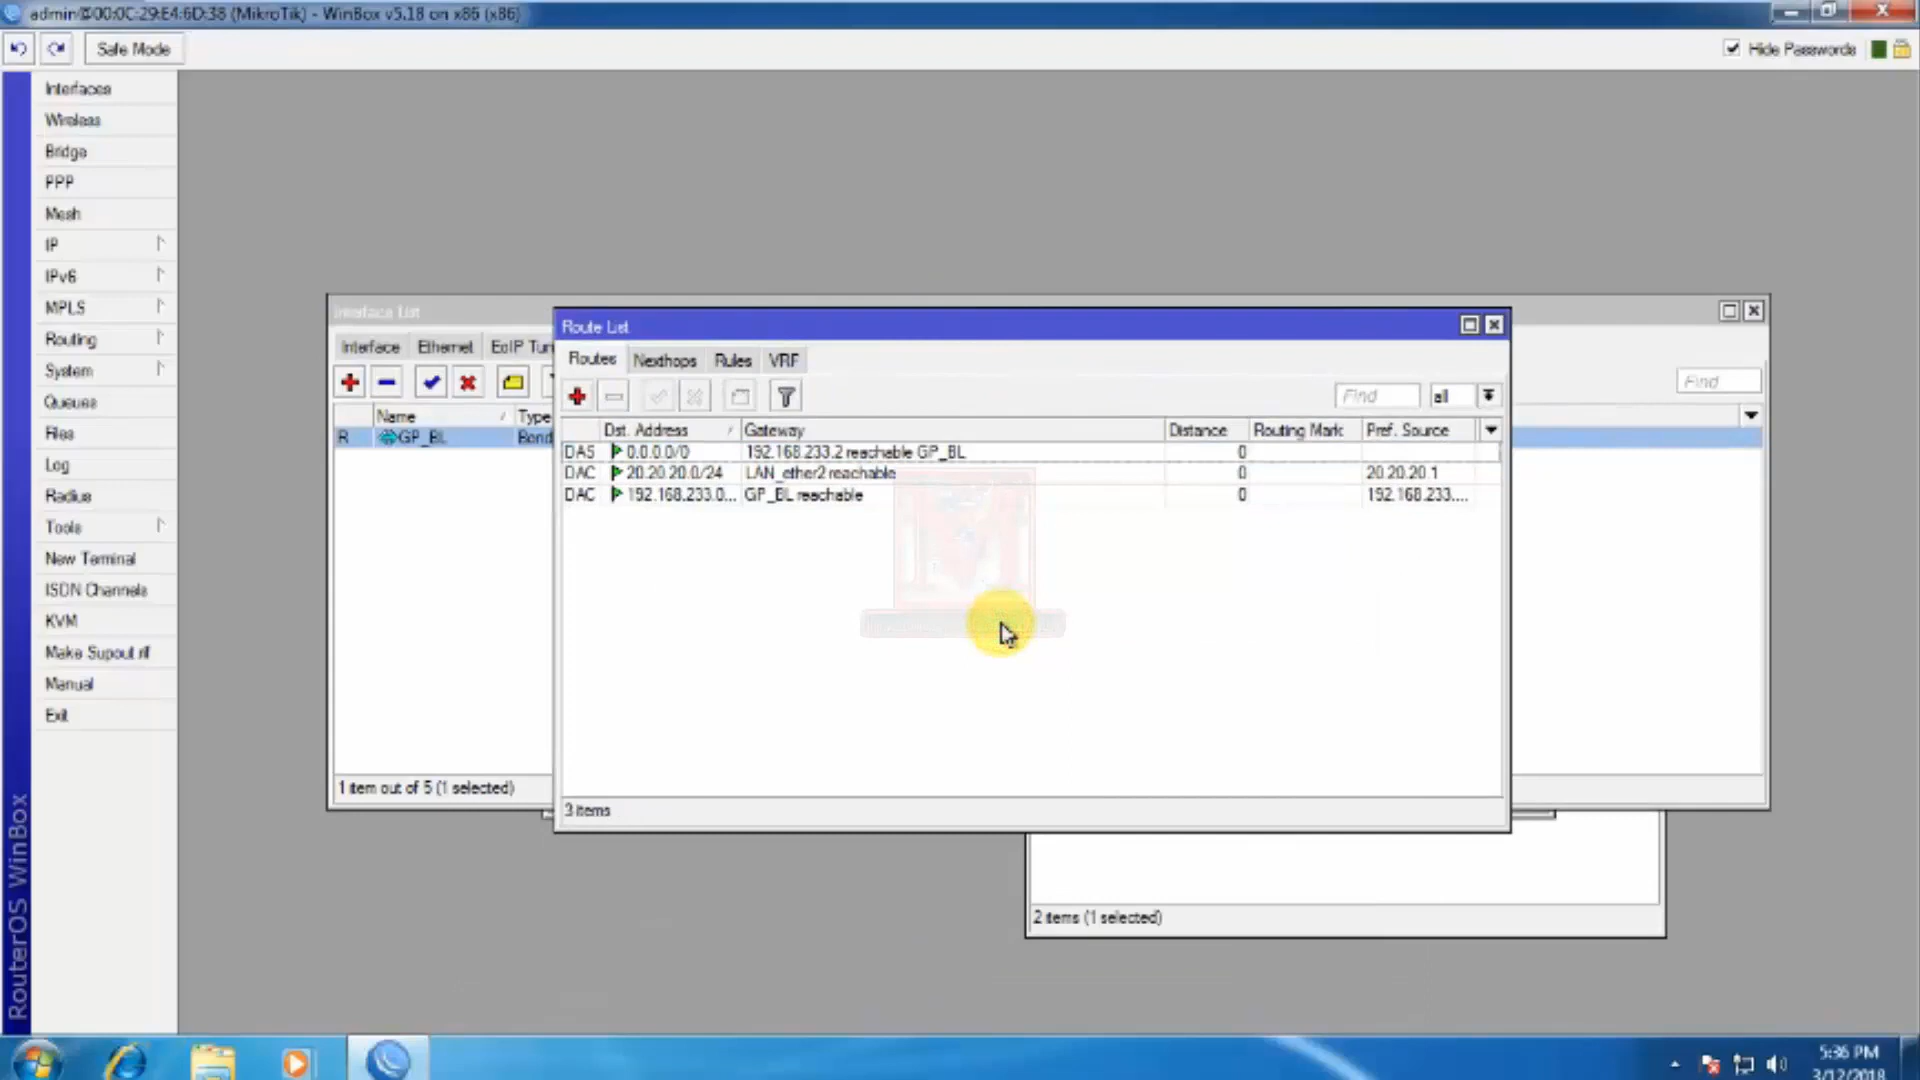 admin@00:0C:29:E4:6D:38 (MikroTik) - WinBox v5.18 on x86 (x86)
Safe Mode
Hide Passwords
Interfaces
Wireless
Bridge
PPP
Mesh
IP
IPv6
MPLS
Routing
System
Queues
Files
Log
Radius
Tools
New Terminal
ISDN Channels
KVM
Make Supout.rif
Manual
Exit
RouterOS WinBox
Interface List
Interface Ethernet EoIP Tun
Find
Name Type
R GP_BL Bond
1 item out of 5 (1 selected)
Route List
Routes Nexthops Rules VRF
Find all
Dst. Address Gateway Distance Routing Mark Pref. Source
DAS 0.0.0.0/0 192.168.233.2 reachable GP_BL 0
DAC 20.20.20.0/24 LAN_ether2 reachable 0 20.20.20.1
DAC 192.168.233.0... GP_BL reachable 0 192.168.233....
3 items
2 items (1 selected)
5:36 PM
3/12/2018